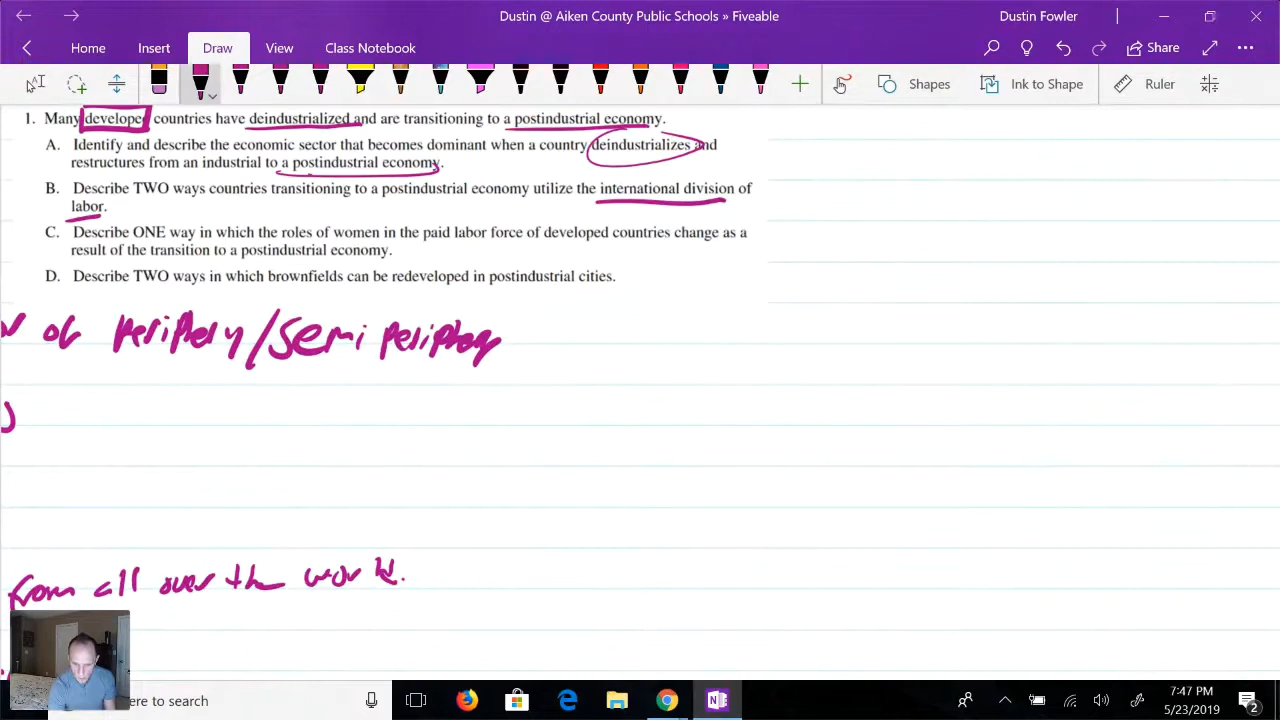 Dustin @ Aiken County Public Schools » Fiveable
Dustin Fowler
Home Insert Draw View Class Notebook
Share
Shapes Ink to Shape Ruler
1. Many developed countries have deindustrialized and are transitioning to a postindustrial economy.
A. Identify and describe the economic sector that becomes dominant when a country deindustrializes and
restructures from an industrial to a postindustrial economy.
B. Describe TWO ways countries transitioning to a postindustrial economy utilize the international division of
labor.
C. Describe ONE way in which the roles of women in the paid labor force of developed countries change as a
result of the transition to a postindustrial economy.
D. Describe TWO ways in which brownfields can be redeveloped in postindustrial cities.
of Periphery/Semi Periphery
from all over the world.
ere to search
7:47 PM
5/23/2019
2